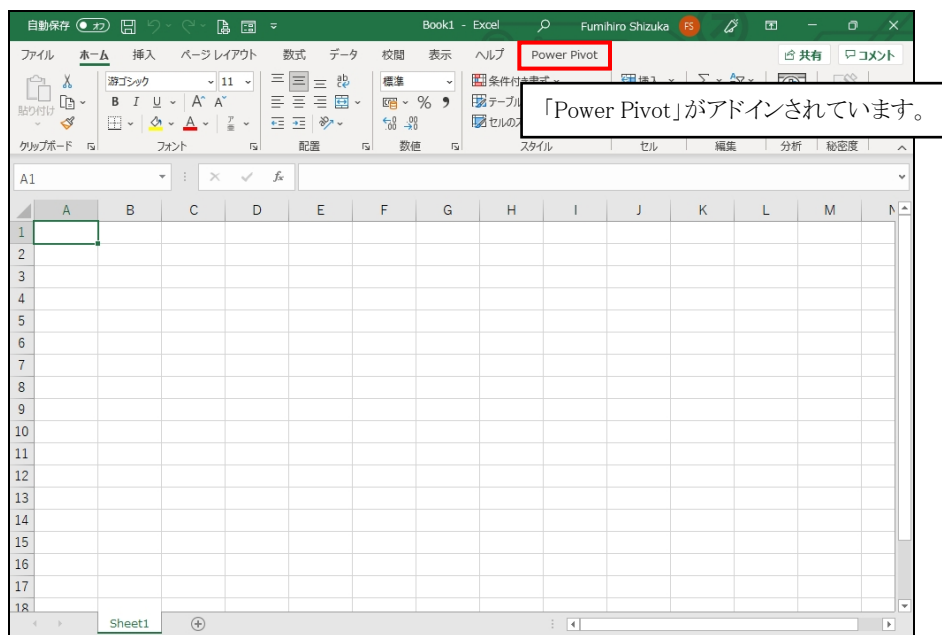 自動保存 オフ Book1 - Excel Fumihiro Shizuka FS
ファイル ホーム 挿入 ページ レイアウト 数式 データ 校閲 表示 ヘルプ Power Pivot 共有 コメント
貼り付け 游ゴシック 11 標準 条件付き書式 挿入
B I U A A % テーブル
A セルのス
「Power Pivot」がアドインされています。
クリップボード フォント 配置 数値 スタイル セル 編集 分析 秘密度
A1 fx
A B C D E F G H I J K L M N
1
2
3
4
5
6
7
8
9
10
11
12
13
14
15
16
17
18
Sheet1